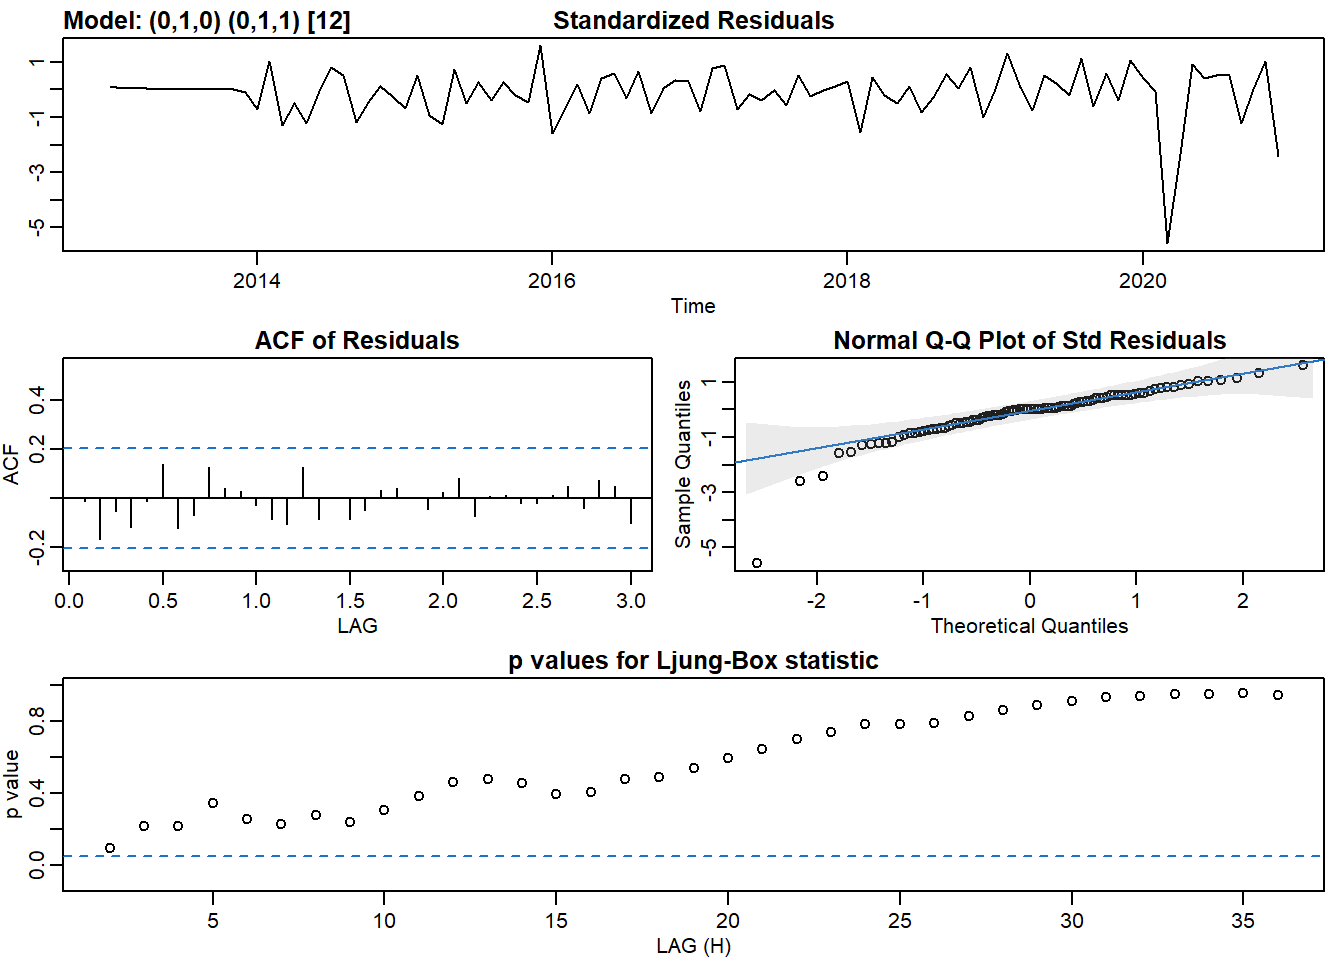 Model: (0,1,0) (0,1,1) [12]
Standardized Residuals
1
-1
-3
-5
2014 2016 2018 2020
Time
ACF of Residuals
ACF
0.4
0.2
-0.2
0.0 0.5 1.0 1.5 2.0 2.5 3.0
LAG
Normal Q-Q Plot of Std Residuals
Sample Quantiles
1
-1
-3
-5
-2 -1 0 1 2
Theoretical Quantiles
p values for Ljung-Box statistic
p value
0.8
0.4
0.0
5 10 15 20 25 30 35
LAG (H)